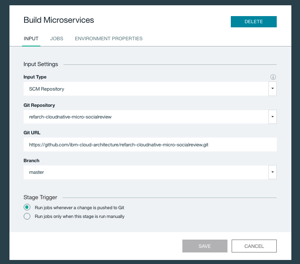 Build Microservices
DELETE
INPUT JOBS ENVIRONMENT PROPERTIES
Input Settings
Input Type
SCM Repository
Git Repository
refarch-cloudnative-micro-socialreview
Git URL
https://github.com/ibm-cloud-architecture/refarch-cloudnative-micro-socialreview.git
Branch
master
Stage Trigger
Run jobs whenever a change is pushed to Git
Run jobs only when this stage is run manually
SAVE CANCEL